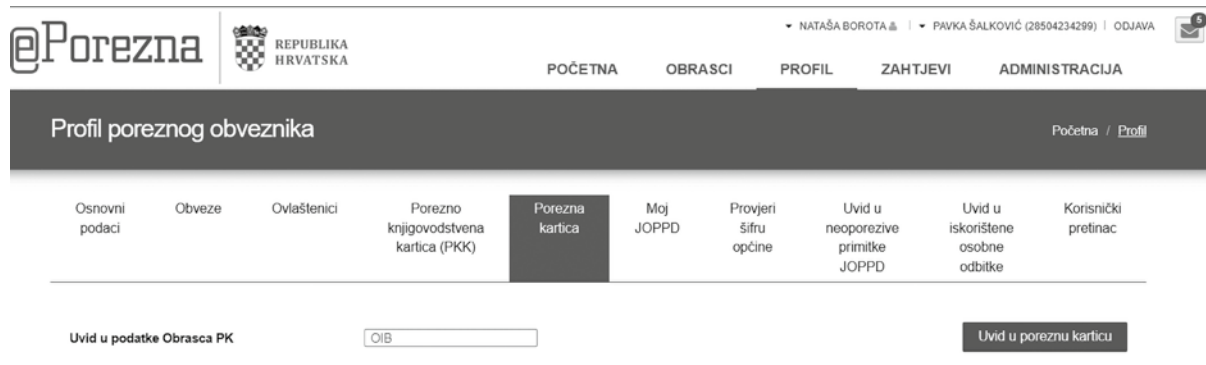 ePorezna
REPUBLIKA
HRVATSKA
NATAŠA BOROTA | PAVKA ŠALKOVIĆ (28504234299) | ODJAVA
5
POČETNA OBRASCI PROFIL ZAHTJEVI ADMINISTRACIJA
Profil poreznog obveznika
Početna / Profil
Osnovni
podaci
Obveze
Ovlaštenici
Porezno
knjigovodstvena
kartica (PKK)
Porezna
kartica
Moj
JOPPD
Provjeri
šifru
općine
Uvid u
neoporezive
primitke
JOPPD
Uvid u
iskorištene
osobne
odbitke
Korisnički
pretinac
Uvid u podatke Obrasca PK
OIB
Uvid u poreznu karticu